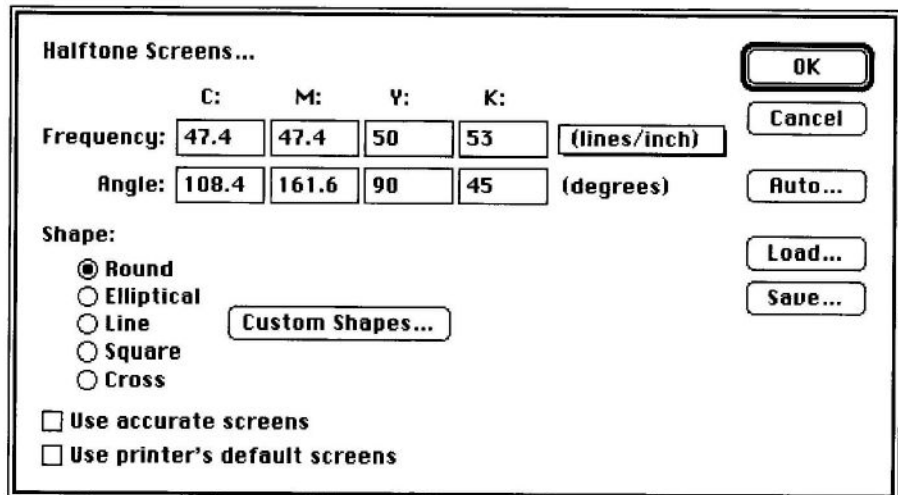 Halftone Screens...
OK
C: M: Y: K:
Frequency: 47.4 47.4 50 53 (lines/inch)
Cancel
Angle: 108.4 161.6 90 45 (degrees)
Auto...
Shape:
Round
Elliptical
Line
Square
Cross
Custom Shapes...
Load...
Save...
Use accurate screens
Use printer's default screens